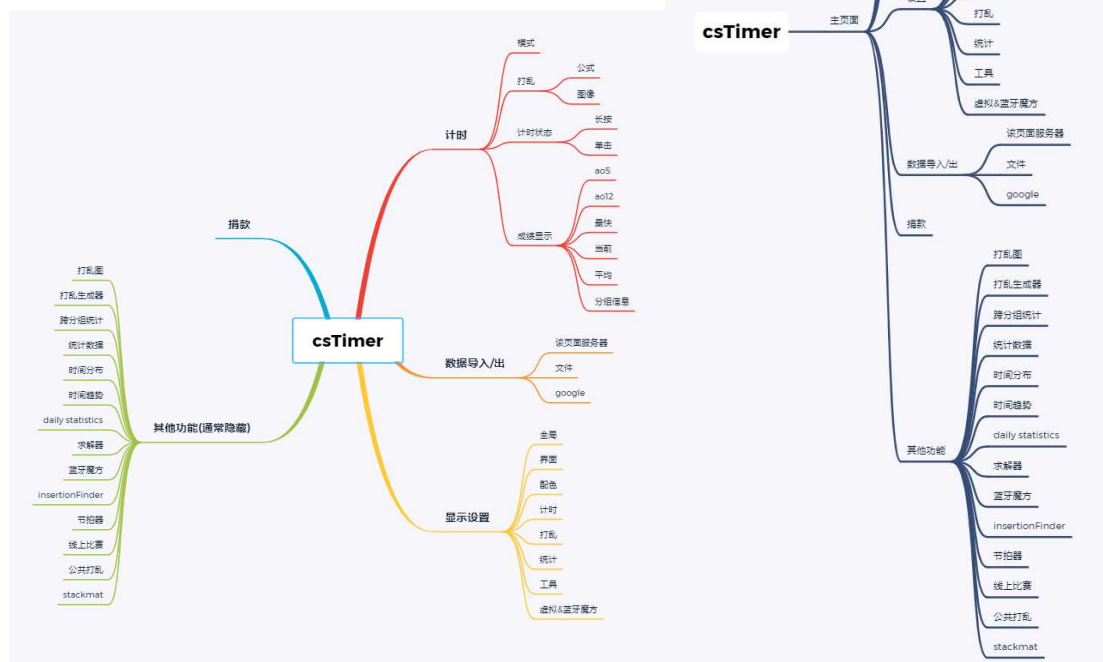 csTimer
计时
模式
打乱
公式
图像
计时状态
长按
单击
成绩显示
ao5
ao12
最快
当前
平均
分组信息
数据导入/出
该页面服务器
文件
google
显示设置
全局
界面
配色
计时
打乱
统计
工具
虚拟&蓝牙魔方
捐款
其他功能(通常隐藏)
打乱图
打乱生成器
跨分组统计
统计数据
时间分布
时间趋势
daily statistics
求解器
蓝牙魔方
insertionFinder
节拍器
线上比赛
公共打乱
stackmat
csTimer
主页面
打乱
统计
工具
虚拟&蓝牙魔方
数据导入/出
该页面服务器
文件
google
捐款
其他功能
打乱图
打乱生成器
跨分组统计
统计数据
时间分布
时间趋势
daily statistics
求解器
蓝牙魔方
insertionFinder
节拍器
线上比赛
公共打乱
stackmat